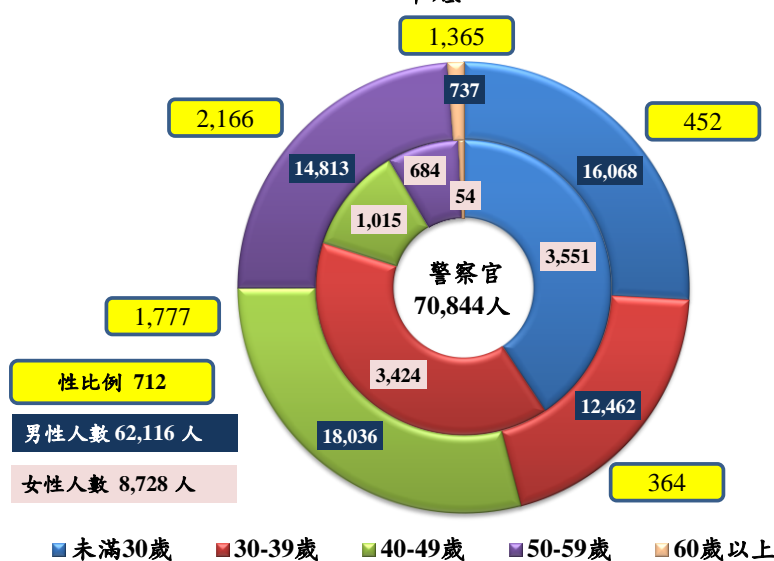 1,365
737
2,166
452
14,813
684
16,068
54
1,015
3,551
警察官
70,844人
1,777
3,424
性比例 712
12,462
男性人數 62,116 人
18,036
女性人數 8,728 人
364
未滿30歲 30-39歲 40-49歲 50-59歲 60歲以上